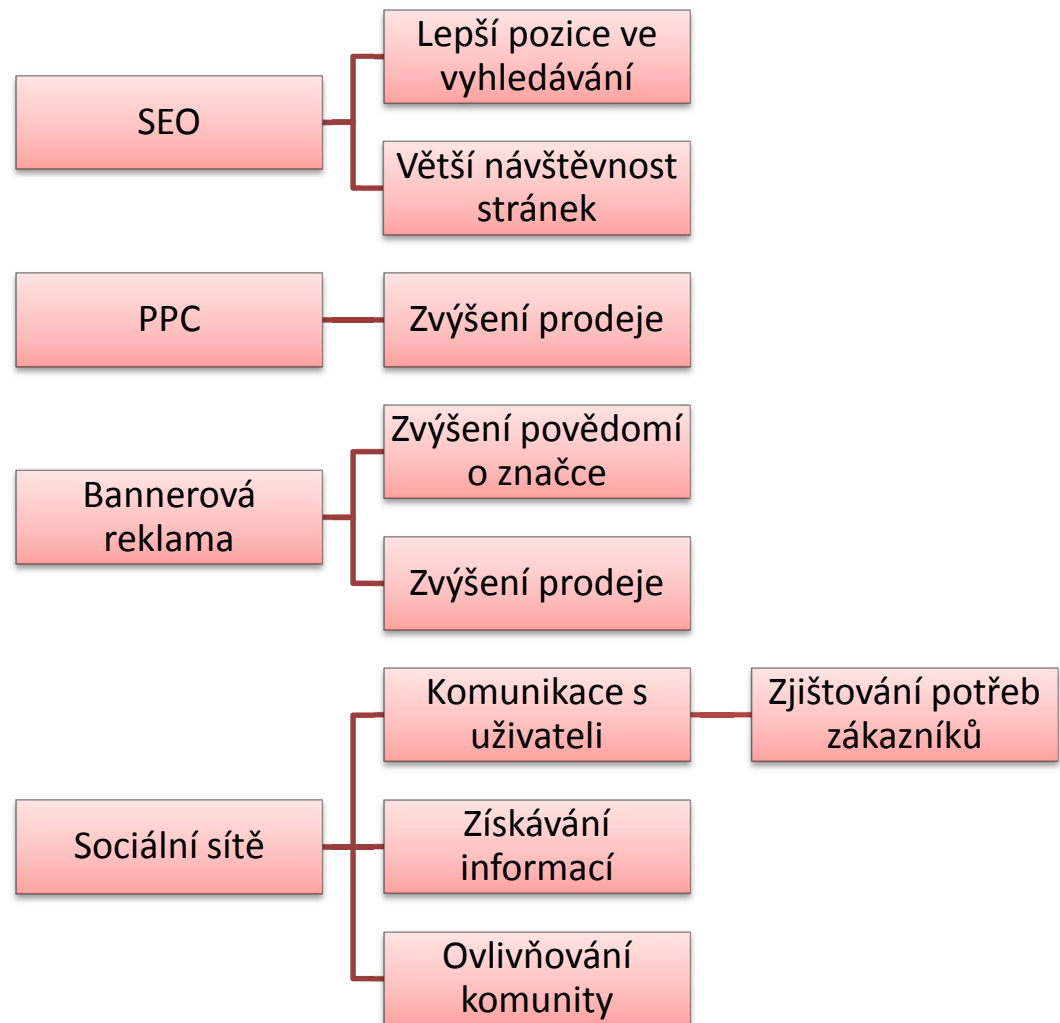 SEO
Lepší pozice ve
vyhledávání
Větší návštěvnost
stránek
PPC
Zvýšení prodeje
Bannerová
reklama
Zvýšení povědomí
o značce
Zvýšení prodeje
Sociální sítě
Komunikace s
uživateli
Zjištování potřeb
zákazníků
Získávání
informací
Ovlivňování
komunity